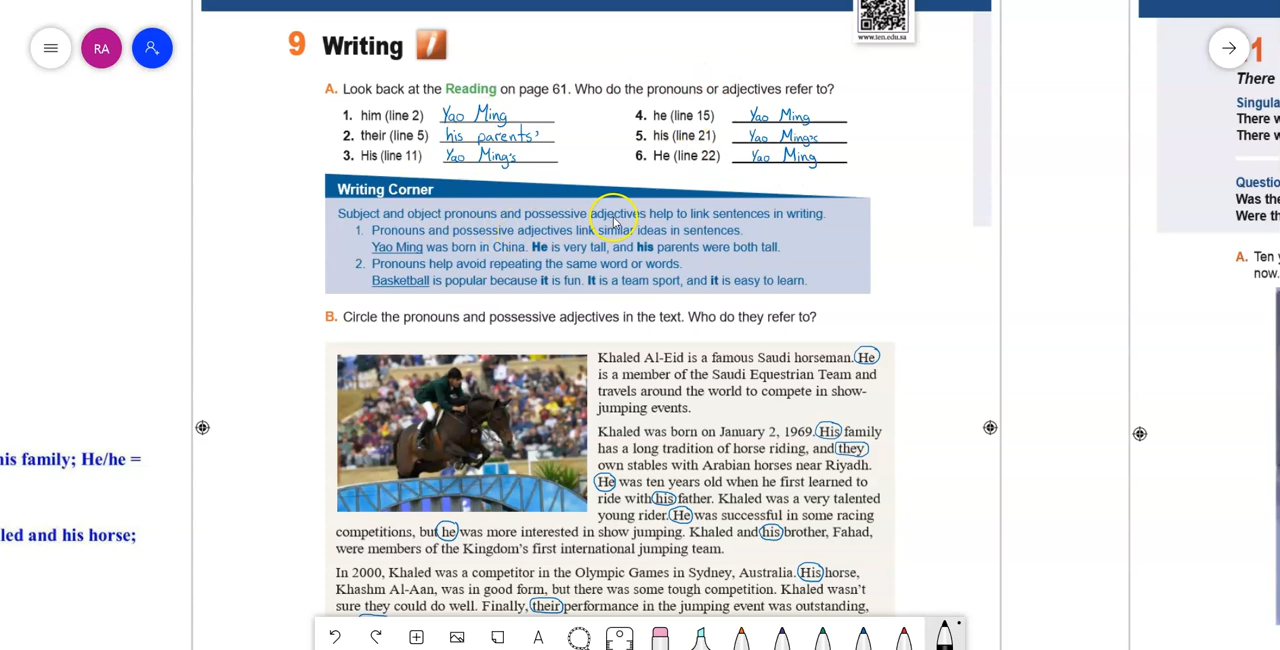 www.ien.edu.sa
9 Writing
RA
A. Look back at the Reading on page 61. Who do the pronouns or adjectives refer to?
1. him (line 2) Yao Ming
2. their (line 5) his parents'
3. His (line 11) Yao Ming's
4. he (line 15) Yao Ming
5. his (line 21) Yao Ming's
6. He (line 22) Yao Ming
Writing Corner
Subject and object pronouns and possessive adjectives help to link sentences in writing.
1. Pronouns and possessive adjectives link similar ideas in sentences.
Yao Ming was born in China. He is very tall, and his parents were both tall.
2. Pronouns help avoid repeating the same word or words.
Basketball is popular because it is fun. It is a team sport, and it is easy to learn.
B. Circle the pronouns and possessive adjectives in the text. Who do they refer to?
Khaled Al-Eid is a famous Saudi horseman. He
is a member of the Saudi Equestrian Team and
travels around the world to compete in show-
jumping events.
Khaled was born on January 2, 1969. His family
has a long tradition of horse riding, and they
own stables with Arabian horses near Riyadh.
He was ten years old when he first learned to
ride with his father. Khaled was a very talented
young rider. He was successful in some racing
competitions, but he was more interested in show jumping. Khaled and his brother, Fahad,
were members of the Kingdom's first international jumping team.
In 2000, Khaled was a competitor in the Olympic Games in Sydney, Australia. His horse,
Khashm Al-Aan, was in good form, but there was some tough competition. Khaled wasn't
sure they could do well. Finally, their performance in the jumping event was outstanding,
his family; He/he =
led and his horse;
1
There
Singula
There w
There w
Questio
Was the
Were th
A. Ten y
now.